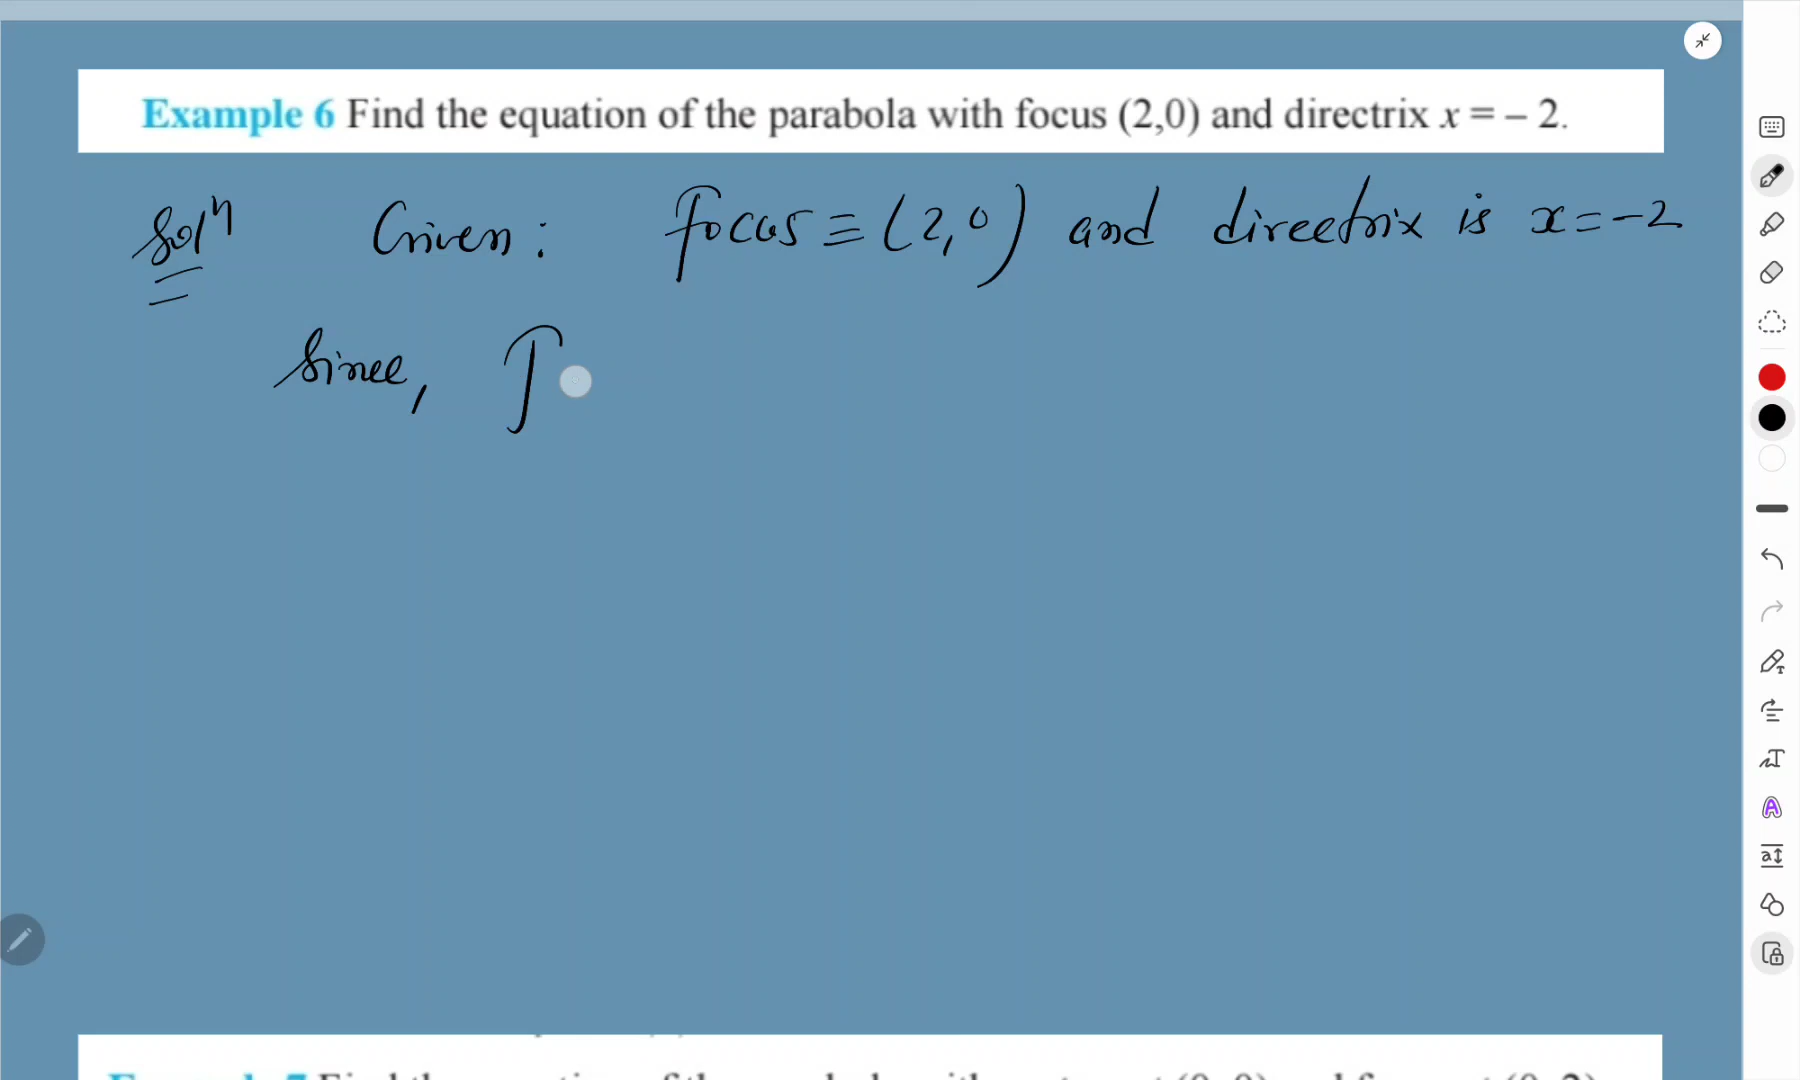 Example 6 Find the equation of the parabola with focus (2,0) and directrix x = – 2.
Solⁿ Given: focus ≡ (2,0) and directrix is x=-2
Since,